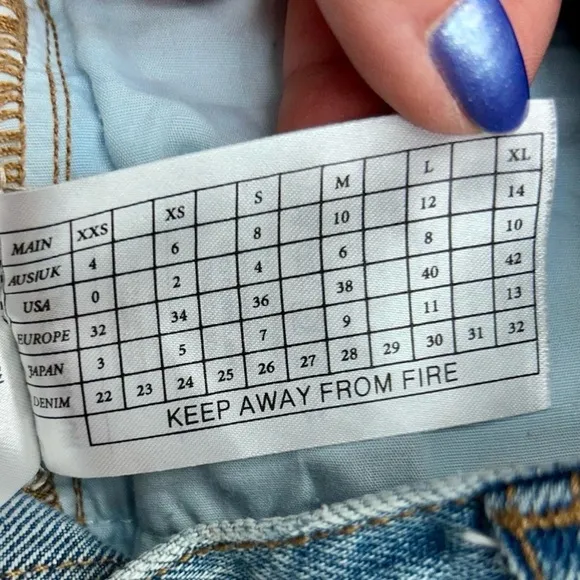 MAIN XXS XS S M L XL
AUS/UK 4 6 8 10 12 14
USA 0 2 4 6 8 10
EUROPE 32 34 36 38 40 42
JAPAN 3 5 7 9 11 13
DENIM 22 23 24 25 26 27 28 29 30 31 32
KEEP AWAY FROM FIRE